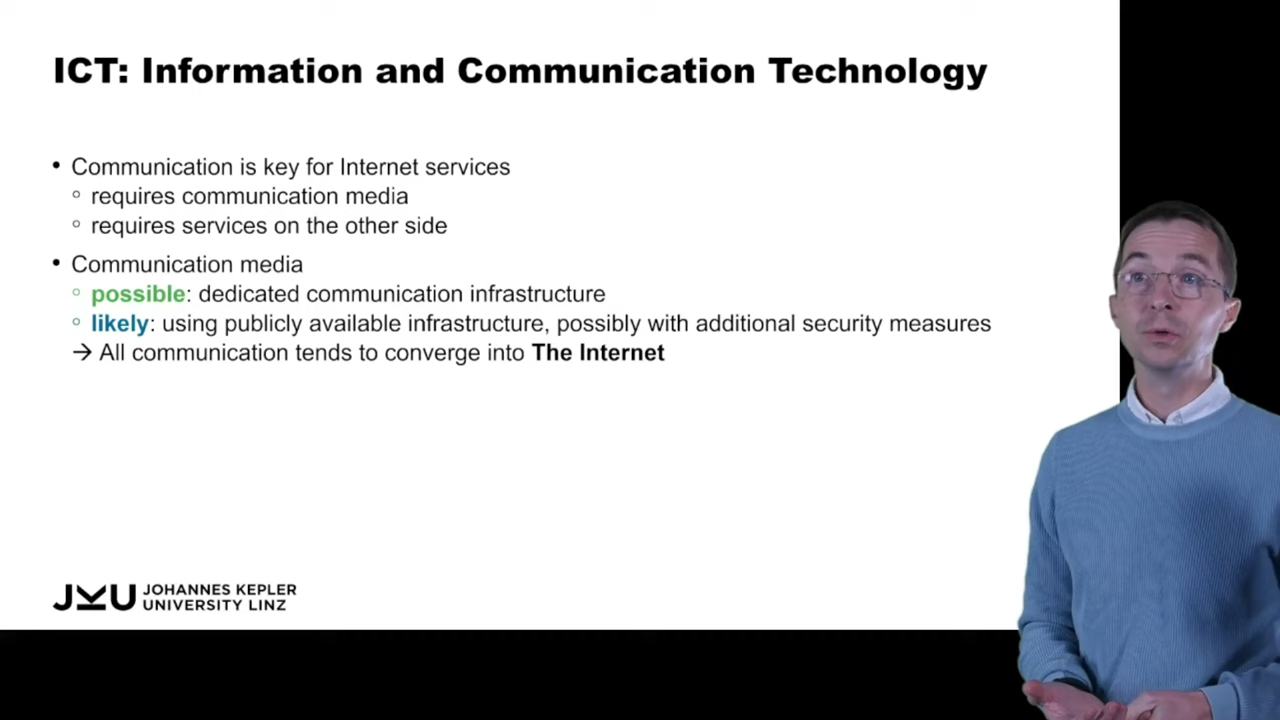 ICT: Information and Communication Technology
• Communication is key for Internet services
◦ requires communication media
◦ requires services on the other side
• Communication media
◦ possible: dedicated communication infrastructure
◦ likely: using publicly available infrastructure, possibly with additional security measures
→ All communication tends to converge into The Internet
JKU JOHANNES KEPLER
UNIVERSITY LINZ